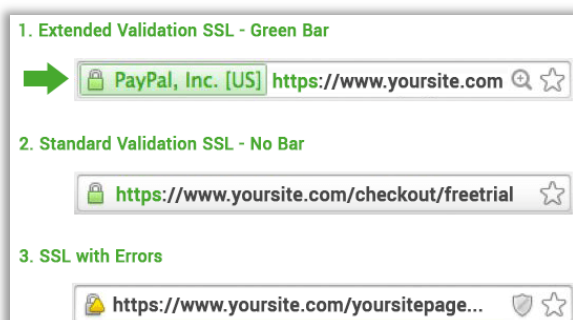 1. Extended Validation SSL - Green Bar
PayPal, Inc. [US] https://www.yoursite.com
2. Standard Validation SSL - No Bar
https://www.yoursite.com/checkout/freetrial
3. SSL with Errors
https://www.yoursite.com/yoursitepage...